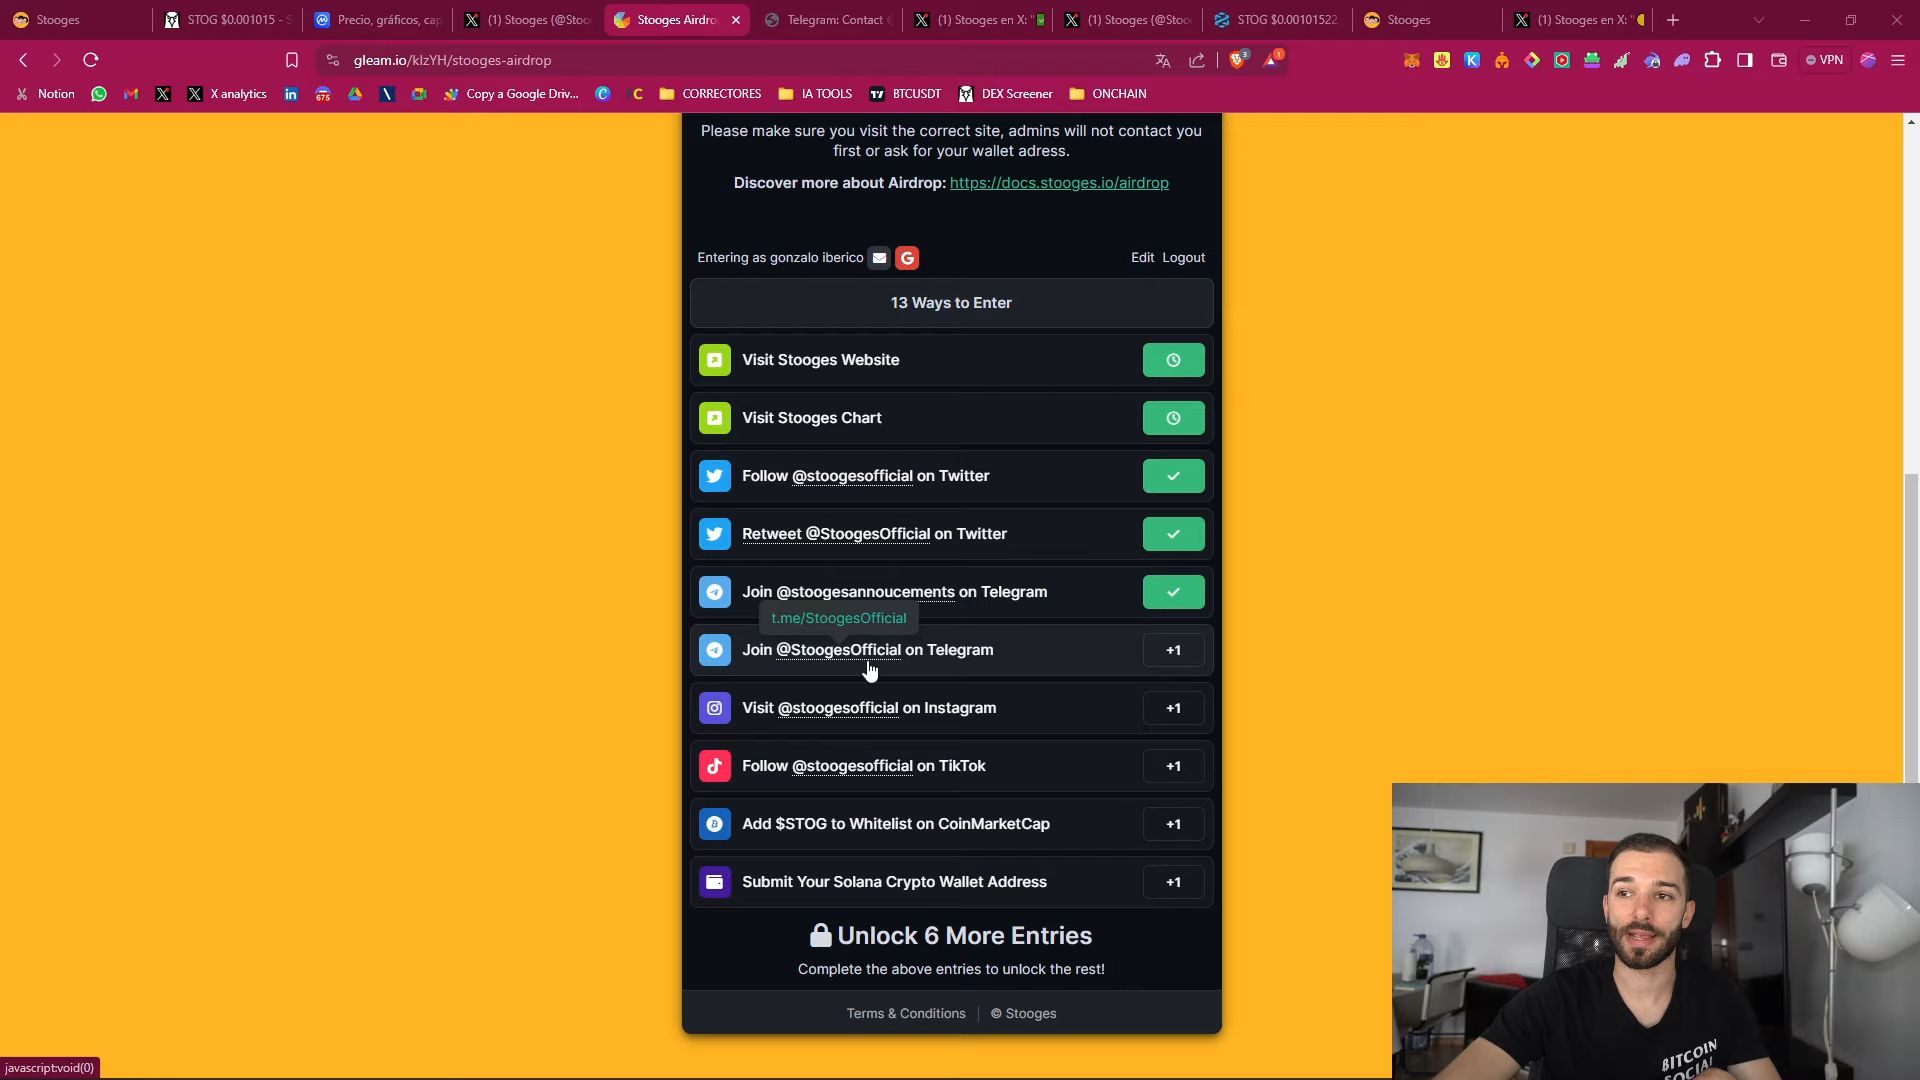 Stooges
STOG $0.001015 - S
Precio, gráficos, cap
(1) Stooges (@Stoo
Stooges Airdro
Telegram: Contact
(1) Stooges en X: "
(1) Stooges (@Stoo
STOG $0.00101522
Stooges
(1) Stooges en X: "
gleam.io/klzYH/stooges-airdrop
3
1
VPN
Notion
X analytics
675
Copy a Google Driv...
CORRECTORES
IA TOOLS
BTCUSDT
DEX Screener
ONCHAIN
Please make sure you visit the correct site, admins will not contact you
first or ask for your wallet adress.
Discover more about Airdrop: https://docs.stooges.io/airdrop
Entering as gonzalo iberico
G
Edit Logout
13 Ways to Enter
Visit Stooges Website
Visit Stooges Chart
Follow @stoogesofficial on Twitter
Retweet @StoogesOfficial on Twitter
Join @stoogesannoucements on Telegram
t.me/StoogesOfficial
Join @StoogesOfficial on Telegram +1
Visit @stoogesofficial on Instagram +1
Follow @stoogesofficial on TikTok +1
Add $STOG to Whitelist on CoinMarketCap +1
Submit Your Solana Crypto Wallet Address +1
Unlock 6 More Entries
Complete the above entries to unlock the rest!
Terms & Conditions © Stooges
javascript:void(0)
BITCOIN
SOCIAL